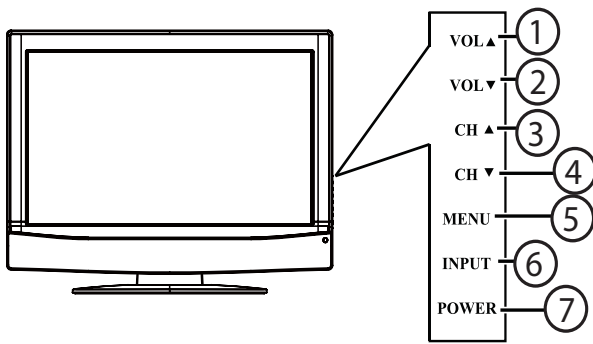 VOL▲ 1
VOL▼ 2
CH ▲ 3
CH ▼ 4
MENU 5
INPUT 6
POWER 7